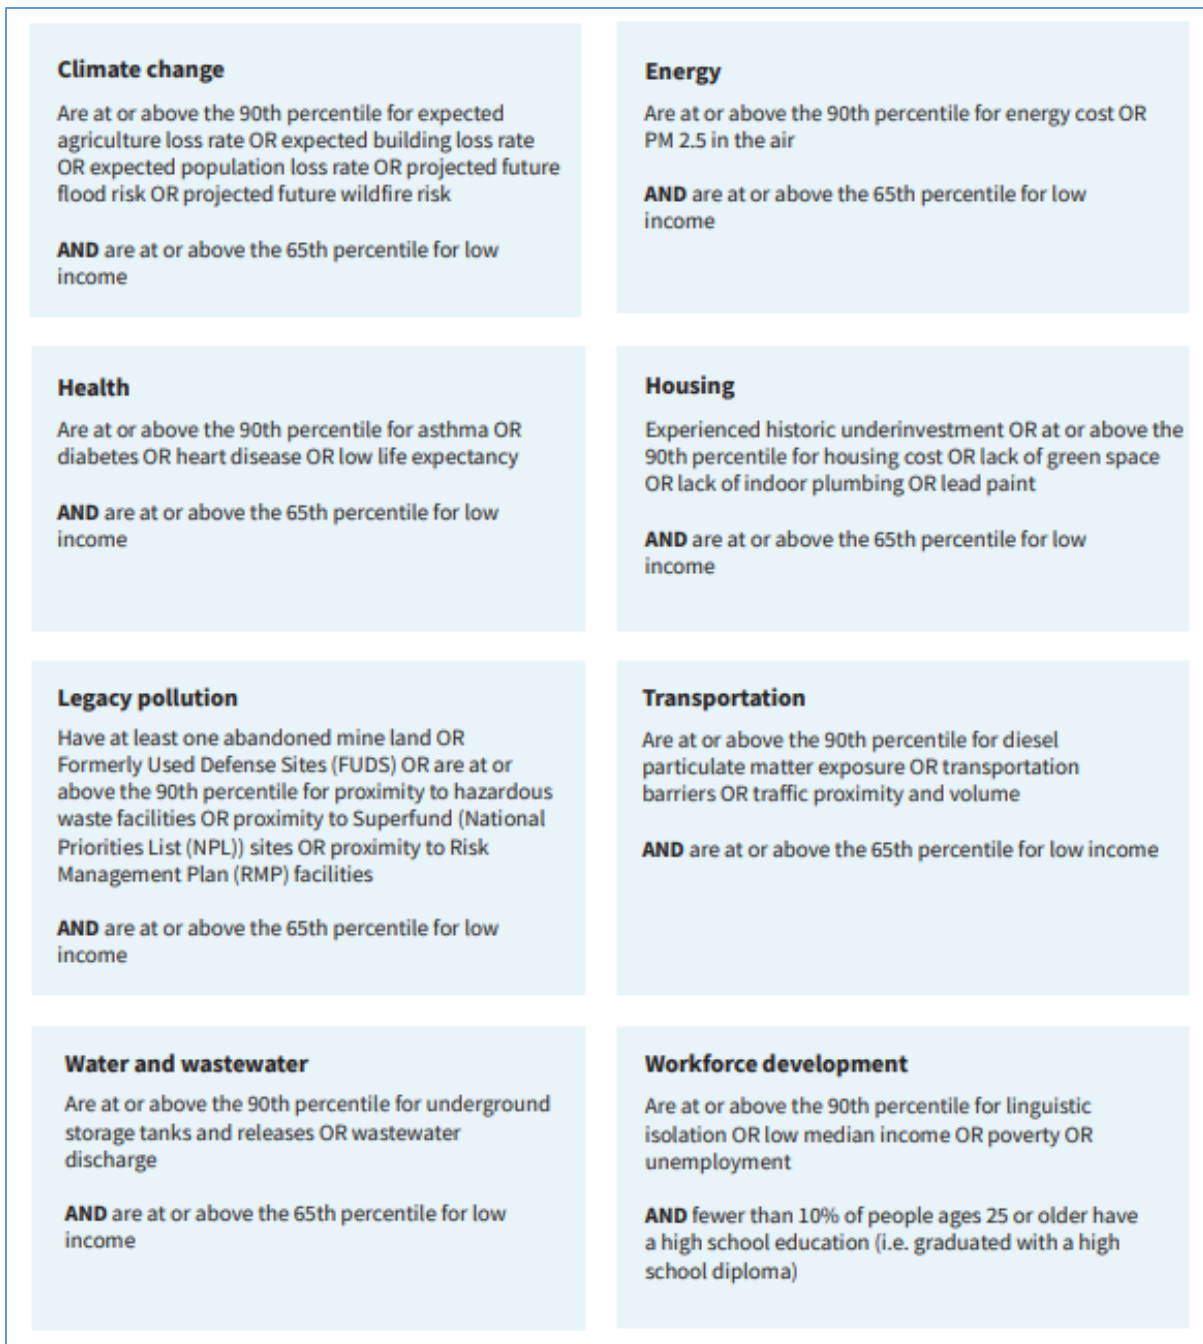 Climate change
Are at or above the 90th percentile for expected
agriculture loss rate OR expected building loss rate
OR expected population loss rate OR projected future
flood risk OR projected future wildfire risk
AND are at or above the 65th percentile for low
income
Energy
Are at or above the 90th percentile for energy cost OR
PM 2.5 in the air
AND are at or above the 65th percentile for low
income
Health
Are at or above the 90th percentile for asthma OR
diabetes OR heart disease OR low life expectancy
AND are at or above the 65th percentile for low
income
Housing
Experienced historic underinvestment OR at or above the
90th percentile for housing cost OR lack of green space
OR lack of indoor plumbing OR lead paint
AND are at or above the 65th percentile for low
income
Legacy pollution
Have at least one abandoned mine land OR
Formerly Used Defense Sites (FUDS) OR are at or
above the 90th percentile for proximity to hazardous
waste facilities OR proximity to Superfund (National
Priorities List (NPL)) sites OR proximity to Risk
Management Plan (RMP) facilities
AND are at or above the 65th percentile for low
income
Transportation
Are at or above the 90th percentile for diesel
particulate matter exposure OR transportation
barriers OR traffic proximity and volume
AND are at or above the 65th percentile for low income
Water and wastewater
Are at or above the 90th percentile for underground
storage tanks and releases OR wastewater
discharge
AND are at or above the 65th percentile for low
income
Workforce development
Are at or above the 90th percentile for linguistic
isolation OR low median income OR poverty OR
unemployment
AND fewer than 10% of people ages 25 or older have
a high school education (i.e. graduated with a high
school diploma)